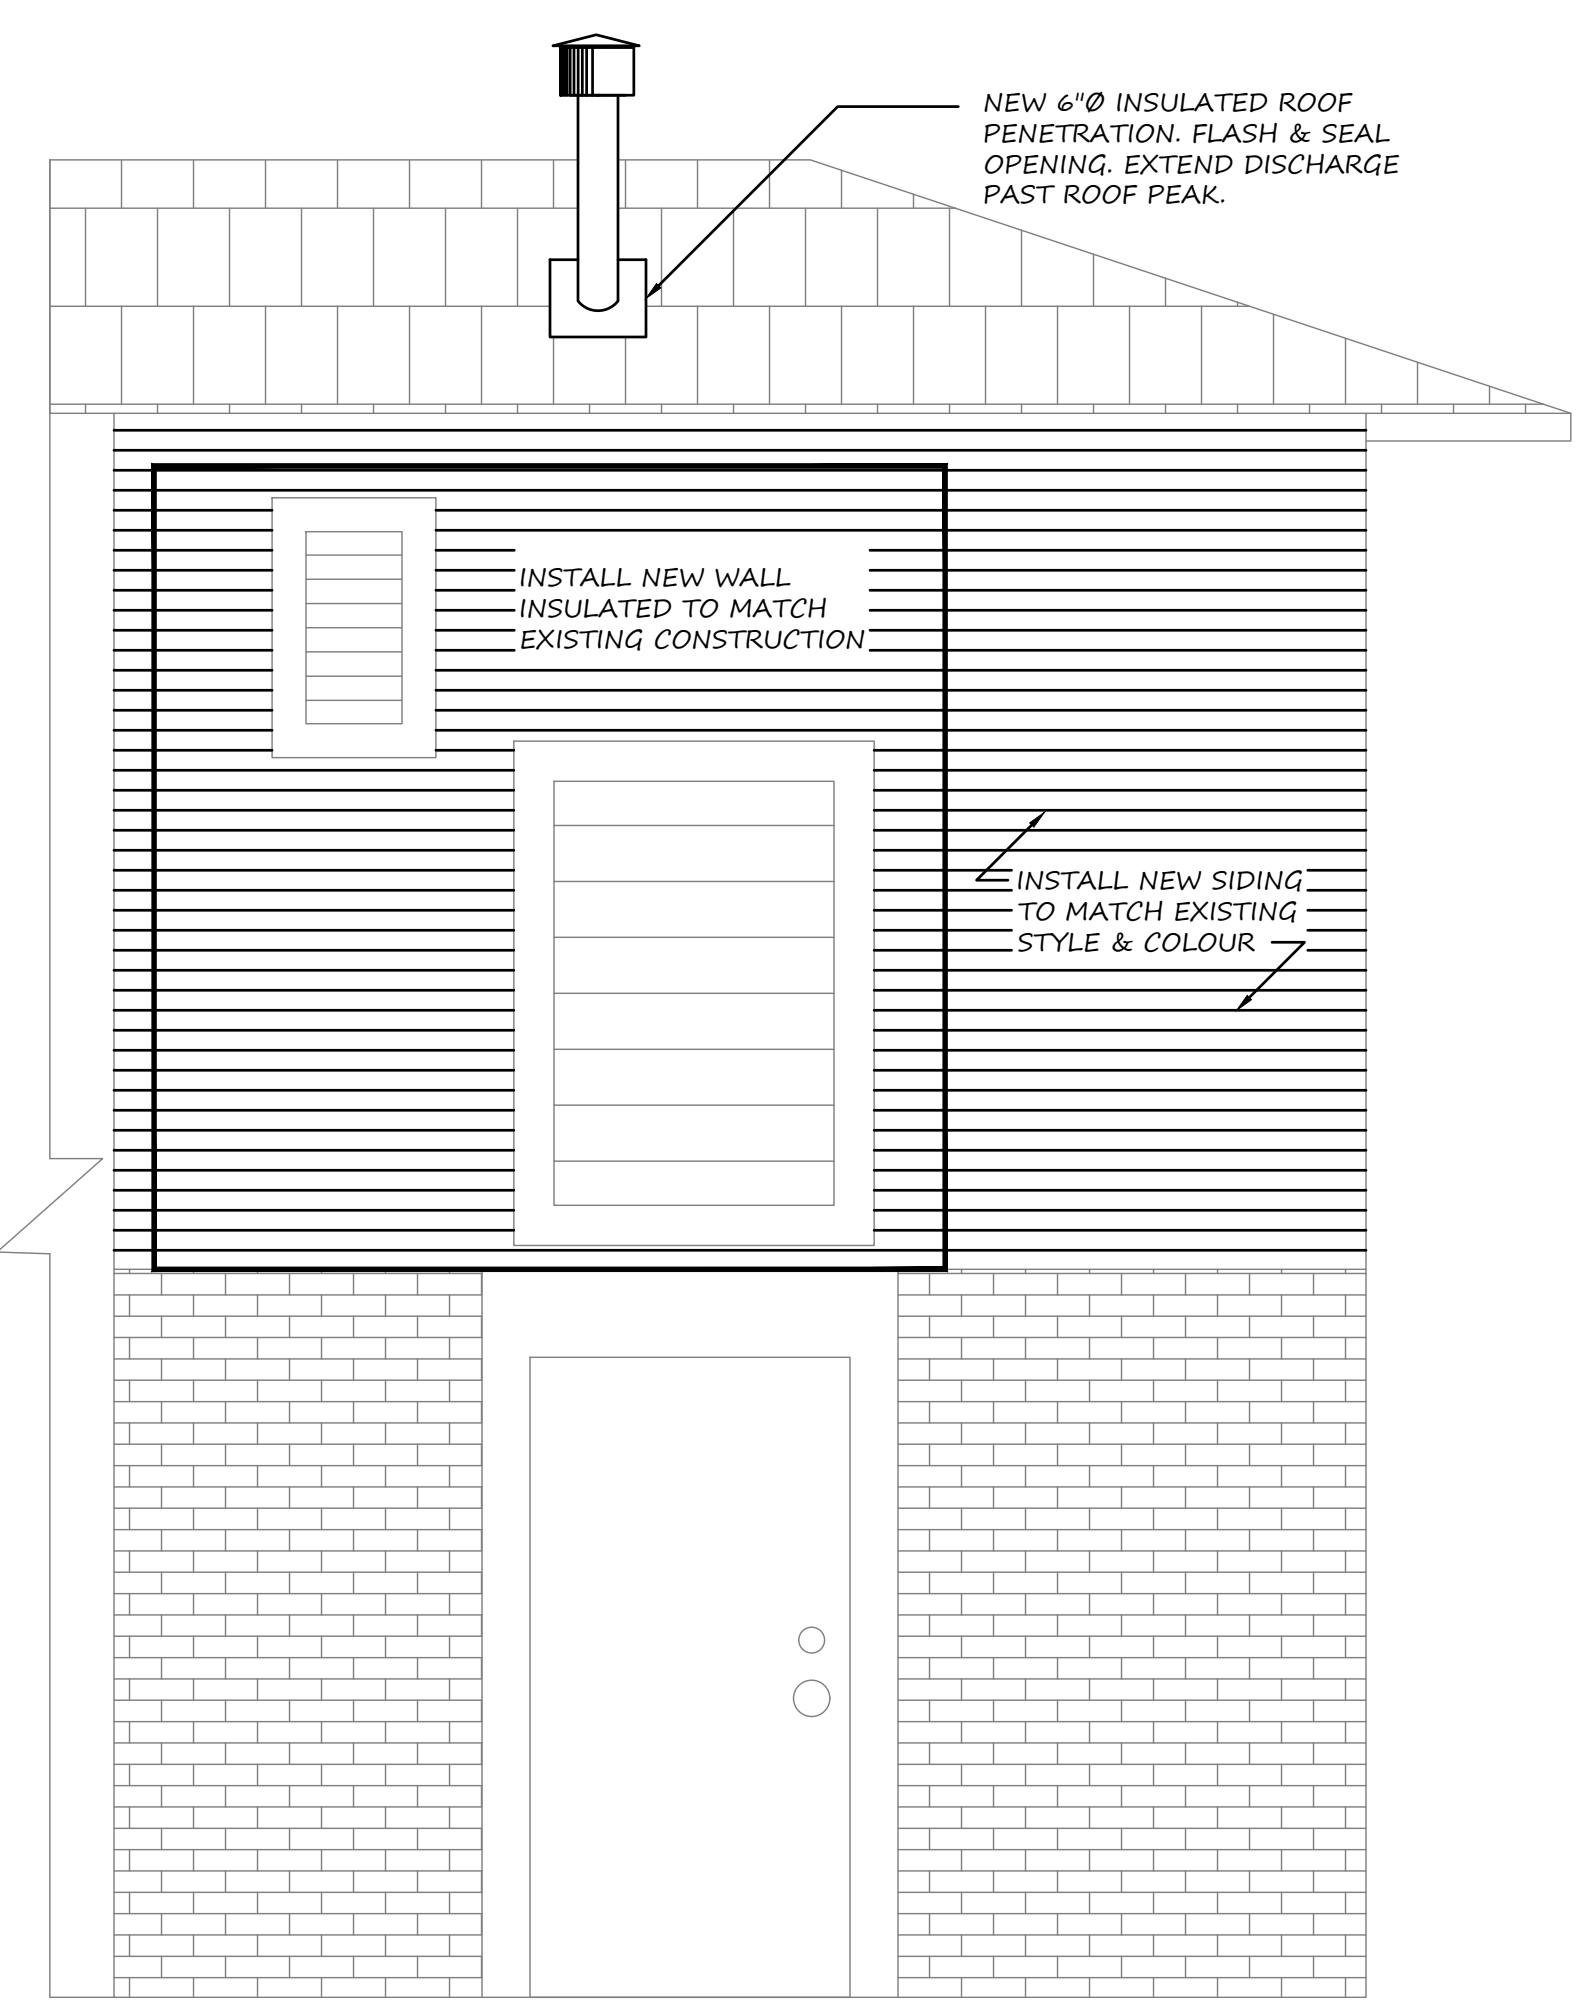 NEW 6"Ø INSULATED ROOF
PENETRATION. FLASH & SEAL
OPENING. EXTEND DISCHARGE
PAST ROOF PEAK.
INSTALL NEW WALL
INSULATED TO MATCH
EXISTING CONSTRUCTION
INSTALL NEW SIDING
TO MATCH EXISTING
STYLE & COLOUR